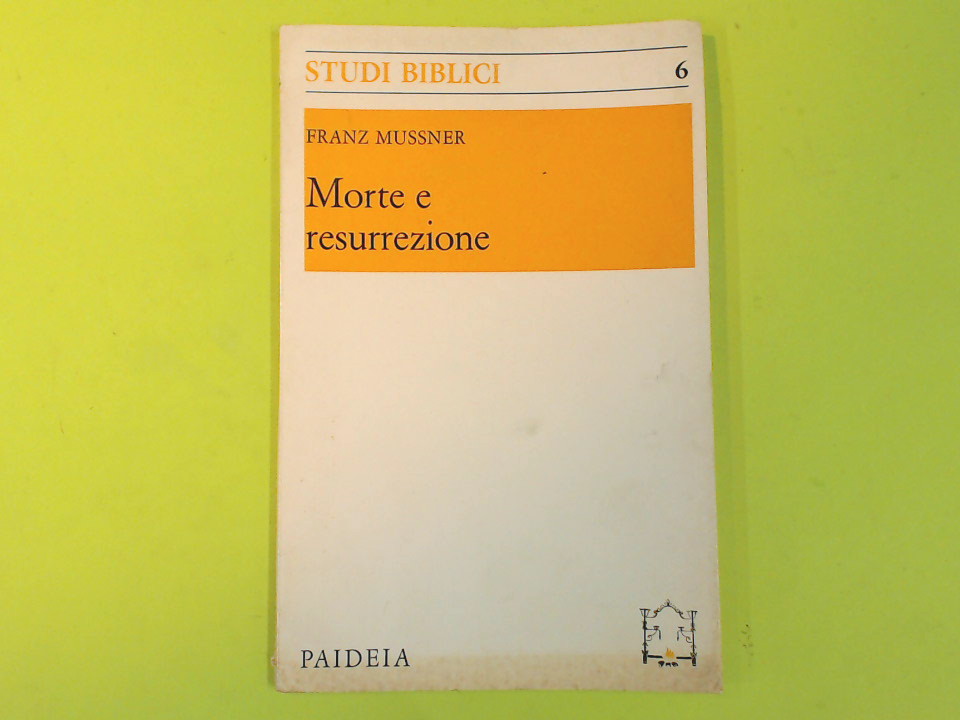 STUDI BIBLICI 6
FRANZ MUSSNER
Morte e
resurrezione
PAIDEIA